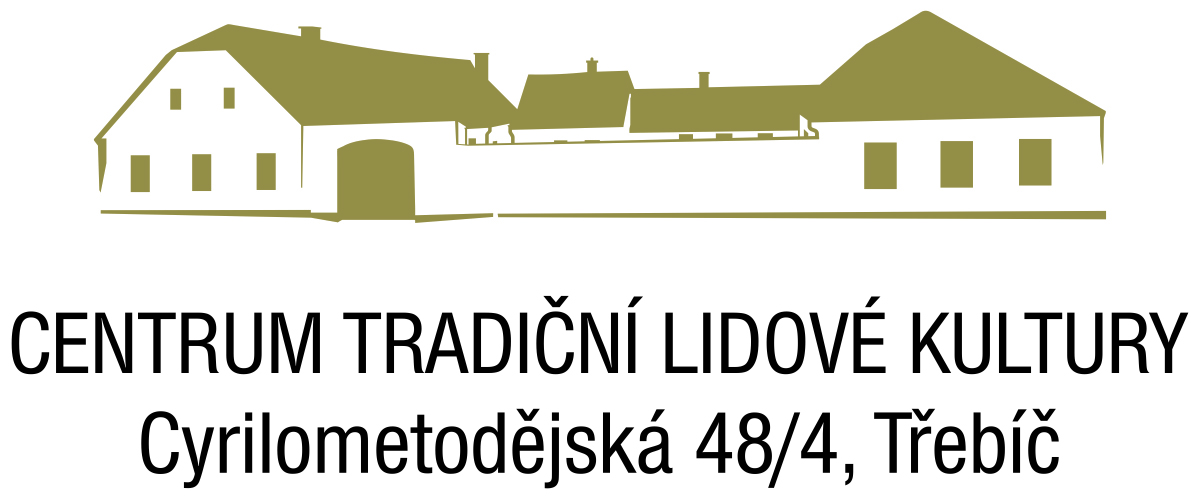 CENTRUM TRADIČNÍ LIDOVÉ KULTURY
Cyrilometodějská 48/4, Třebíč